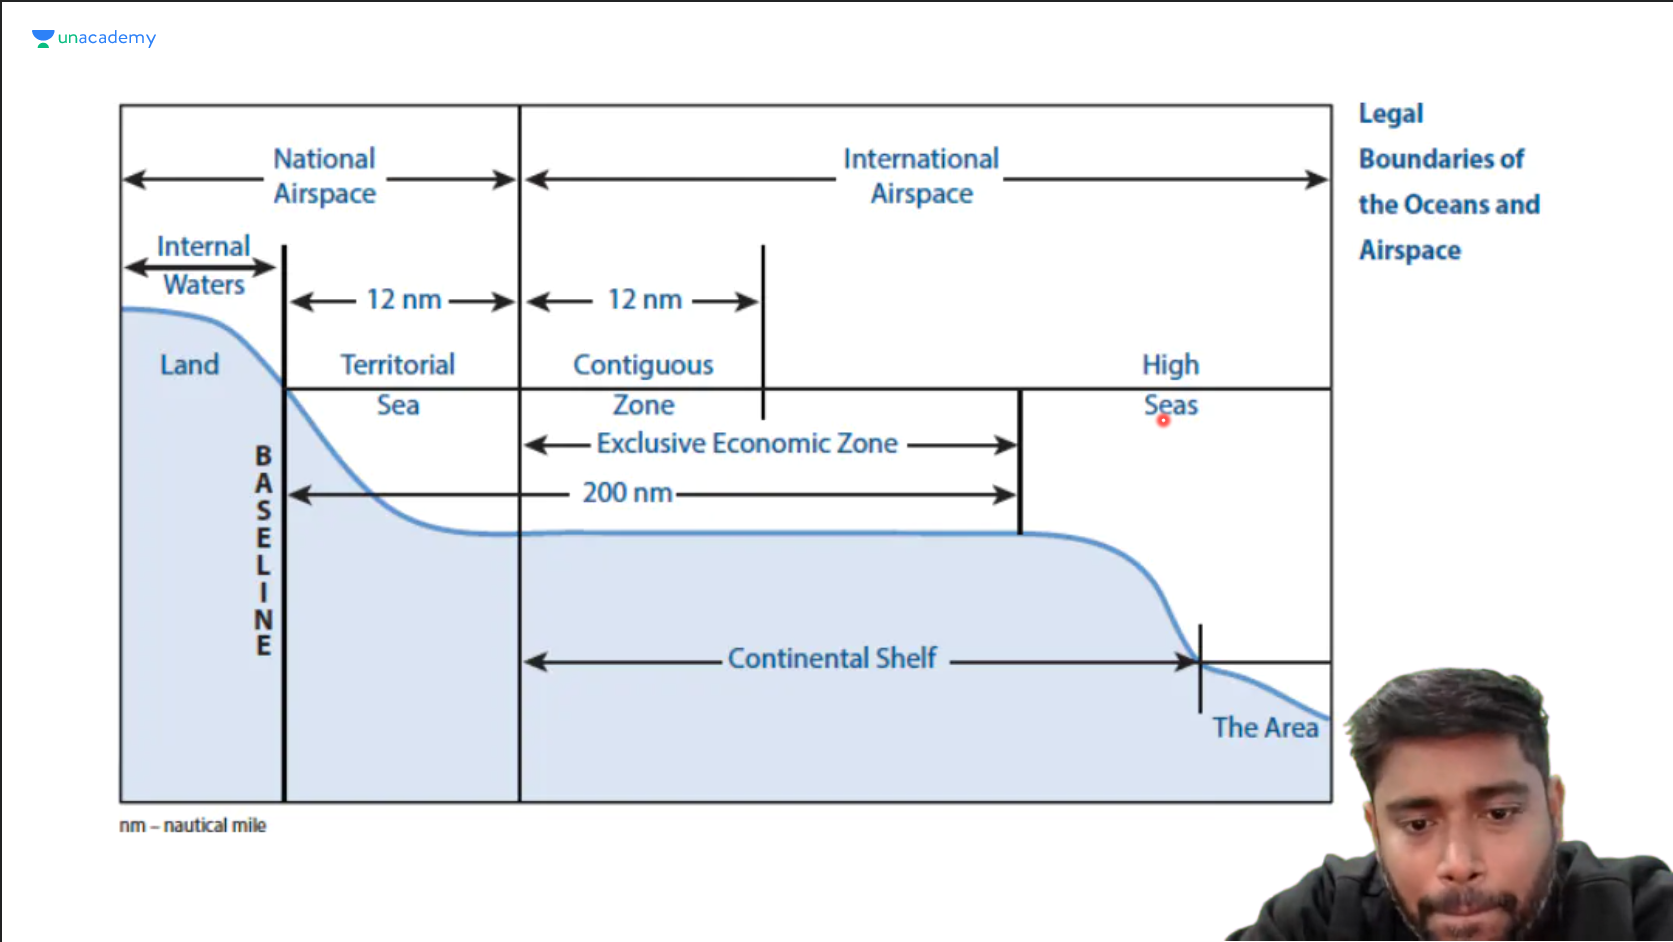 unacademy
Legal
Boundaries of
the Oceans and
Airspace
National
Airspace
International
Airspace
Internal
Waters
12 nm
12 nm
Land
Territorial
Sea
Contiguous
Zone
High
Seas
Exclusive Economic Zone
200 nm
BASELINE
Continental Shelf
The Area
nm – nautical mile